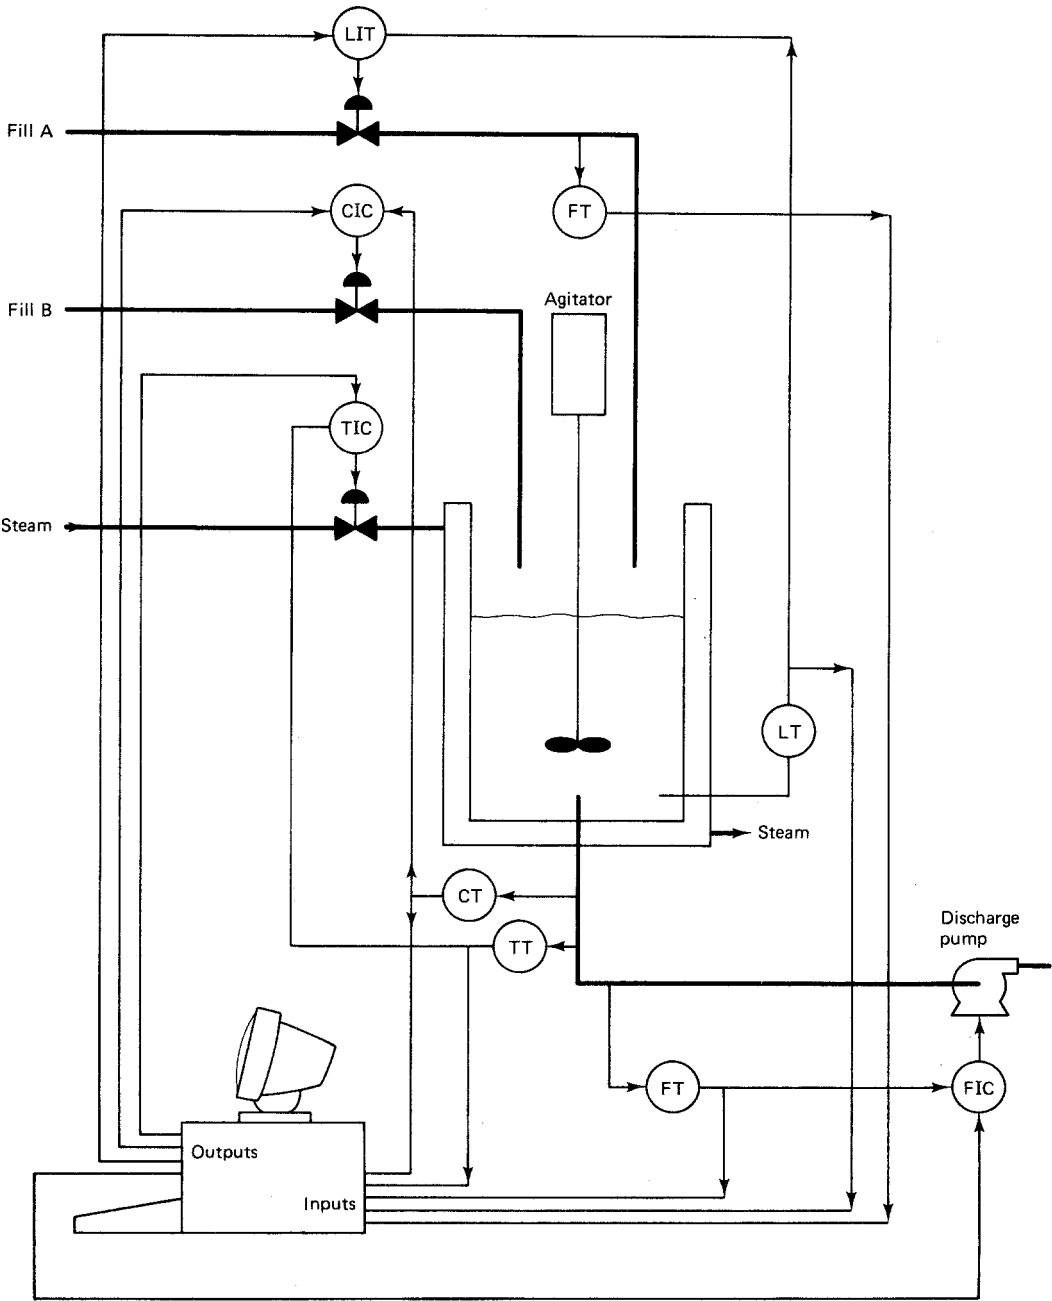 LIT
Fill A
CIC
FT
Fill B
Agitator
TIC
Steam
LT
Steam
CT
TT
Discharge
pump
FT
FIC
Outputs
Inputs